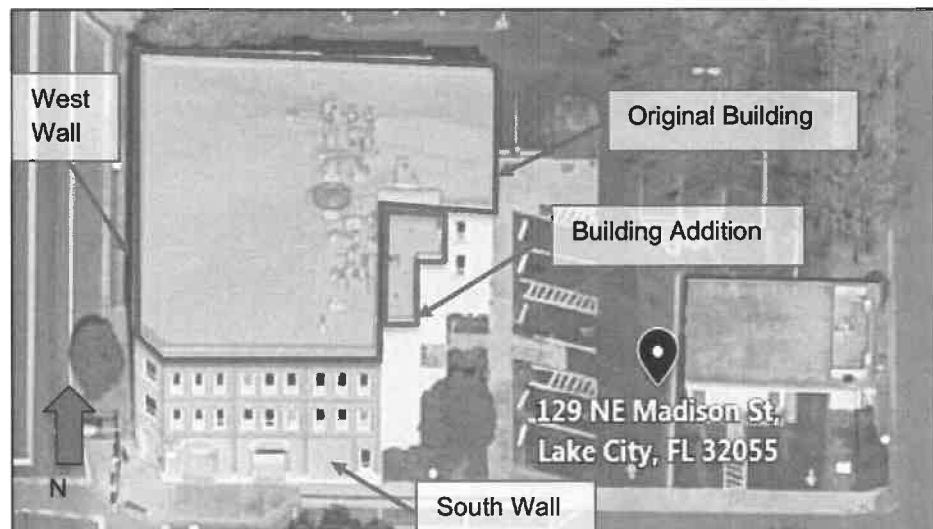 West
Wall
Original Building
Building Addition
129 NE Madison St,
Lake City, FL 32055
N
South Wall